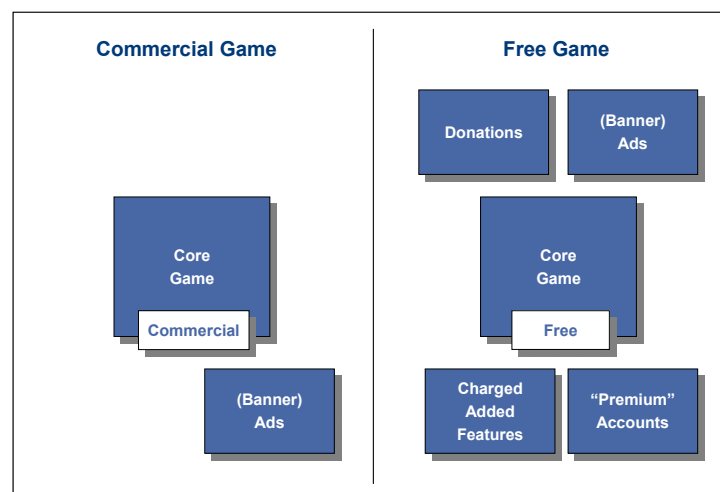 Commercial Game
Core
Game
Commercial
(Banner)
Ads
Free Game
Donations
(Banner)
Ads
Core
Game
Free
Charged
Added
Features
“Premium”
Accounts